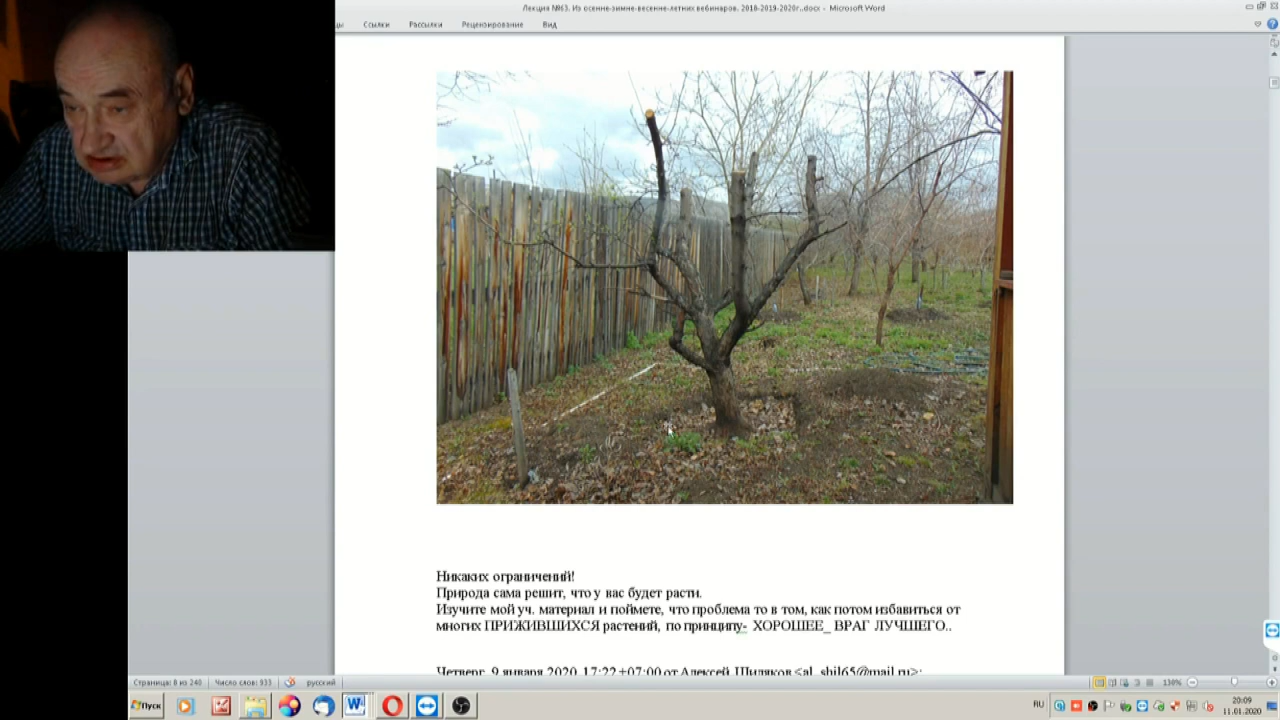 Лекция №63. Из осенне-зимне-весенне-летних вебинаров. 2018-2019-2020г..docx - Microsoft Word
Ссылки Рассылки Рецензирование Вид
Никаких ограничений!
Природа сама решит, что у вас будет расти.
Изучите мой уч. материал и поймете, что проблема то в том, как потом избавиться от
многих ПРИЖИВШИХСЯ растений, по принципу- ХОРОШЕЕ_ ВРАГ ЛУЧШЕГО..
Четверг, 9 января 2020, 17:22 +07:00 от Алексей Шиляков <al_shil65@mail.ru>:
Страница: 8 из 240 Число слов: 933 русский 130%
Пуск RU 20:09
11.01.2020